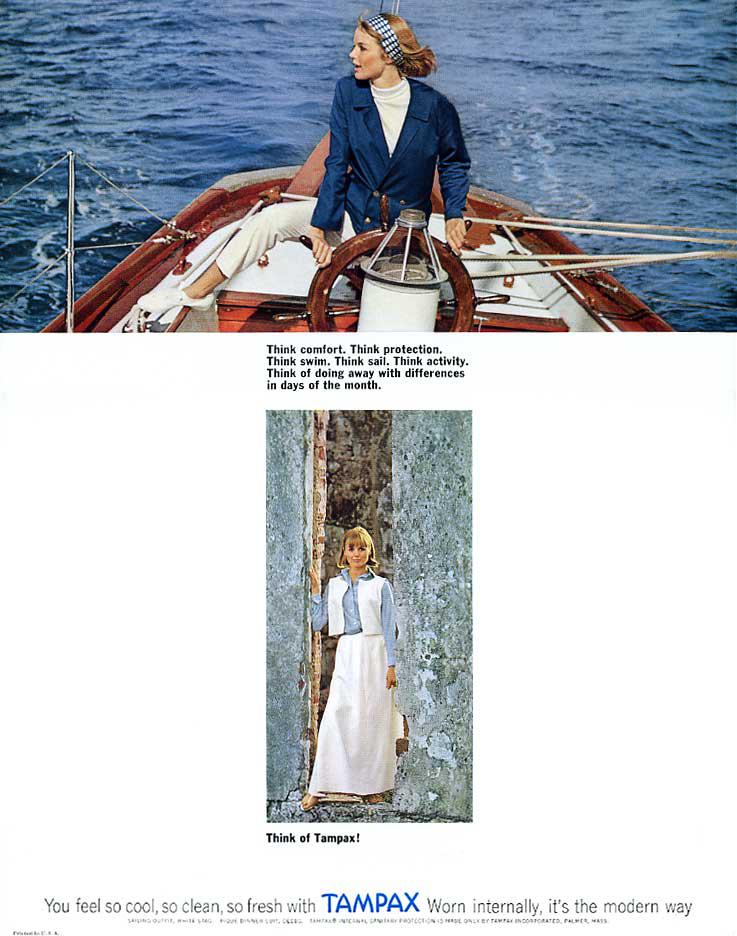 Think comfort. Think protection.
Think swim. Think sail. Think activity.
Think of doing away with differences
in days of the month.
Think of Tampax!
You feel so cool, so clean, so fresh with TAMPAX Worn internally, it's the modern way
SAILING OUTFIT, WHITE STAG. PIQUE DINNER SUIT, DEEBS. TAMPAX® INTERNAL SANITARY PROTECTION IS MADE ONLY BY TAMPAX INCORPORATED, PALMER, MASS.
Printed in U. S. A.